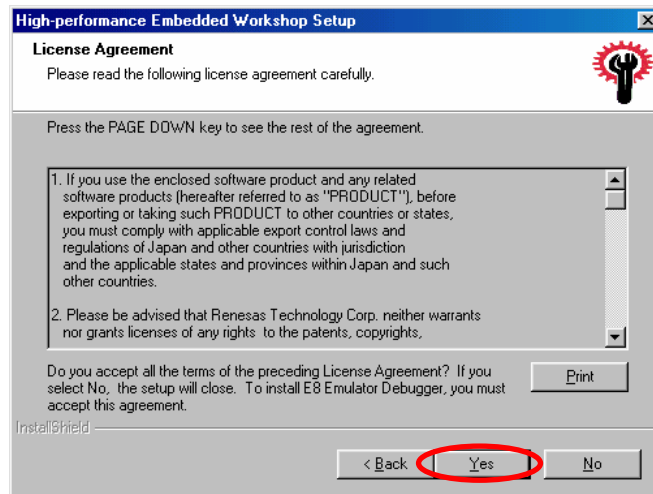 High-performance Embedded Workshop Setup
License Agreement
Please read the following license agreement carefully.
Press the PAGE DOWN key to see the rest of the agreement.
1. If you use the enclosed software product and any related
software products (hereafter referred to as "PRODUCT"), before
exporting or taking such PRODUCT to other countries or states,
you must comply with applicable export control laws and
regulations of Japan and other countries with jurisdiction
and the applicable states and provinces within Japan and such
other countries.
2. Please be advised that Renesas Technology Corp. neither warrants
nor grants licenses of any rights to the patents, copyrights,
Do you accept all the terms of the preceding License Agreement? If you
select No, the setup will close. To install E8 Emulator Debugger, you must
accept this agreement.
Print
InstallShield
< Back
Yes
No